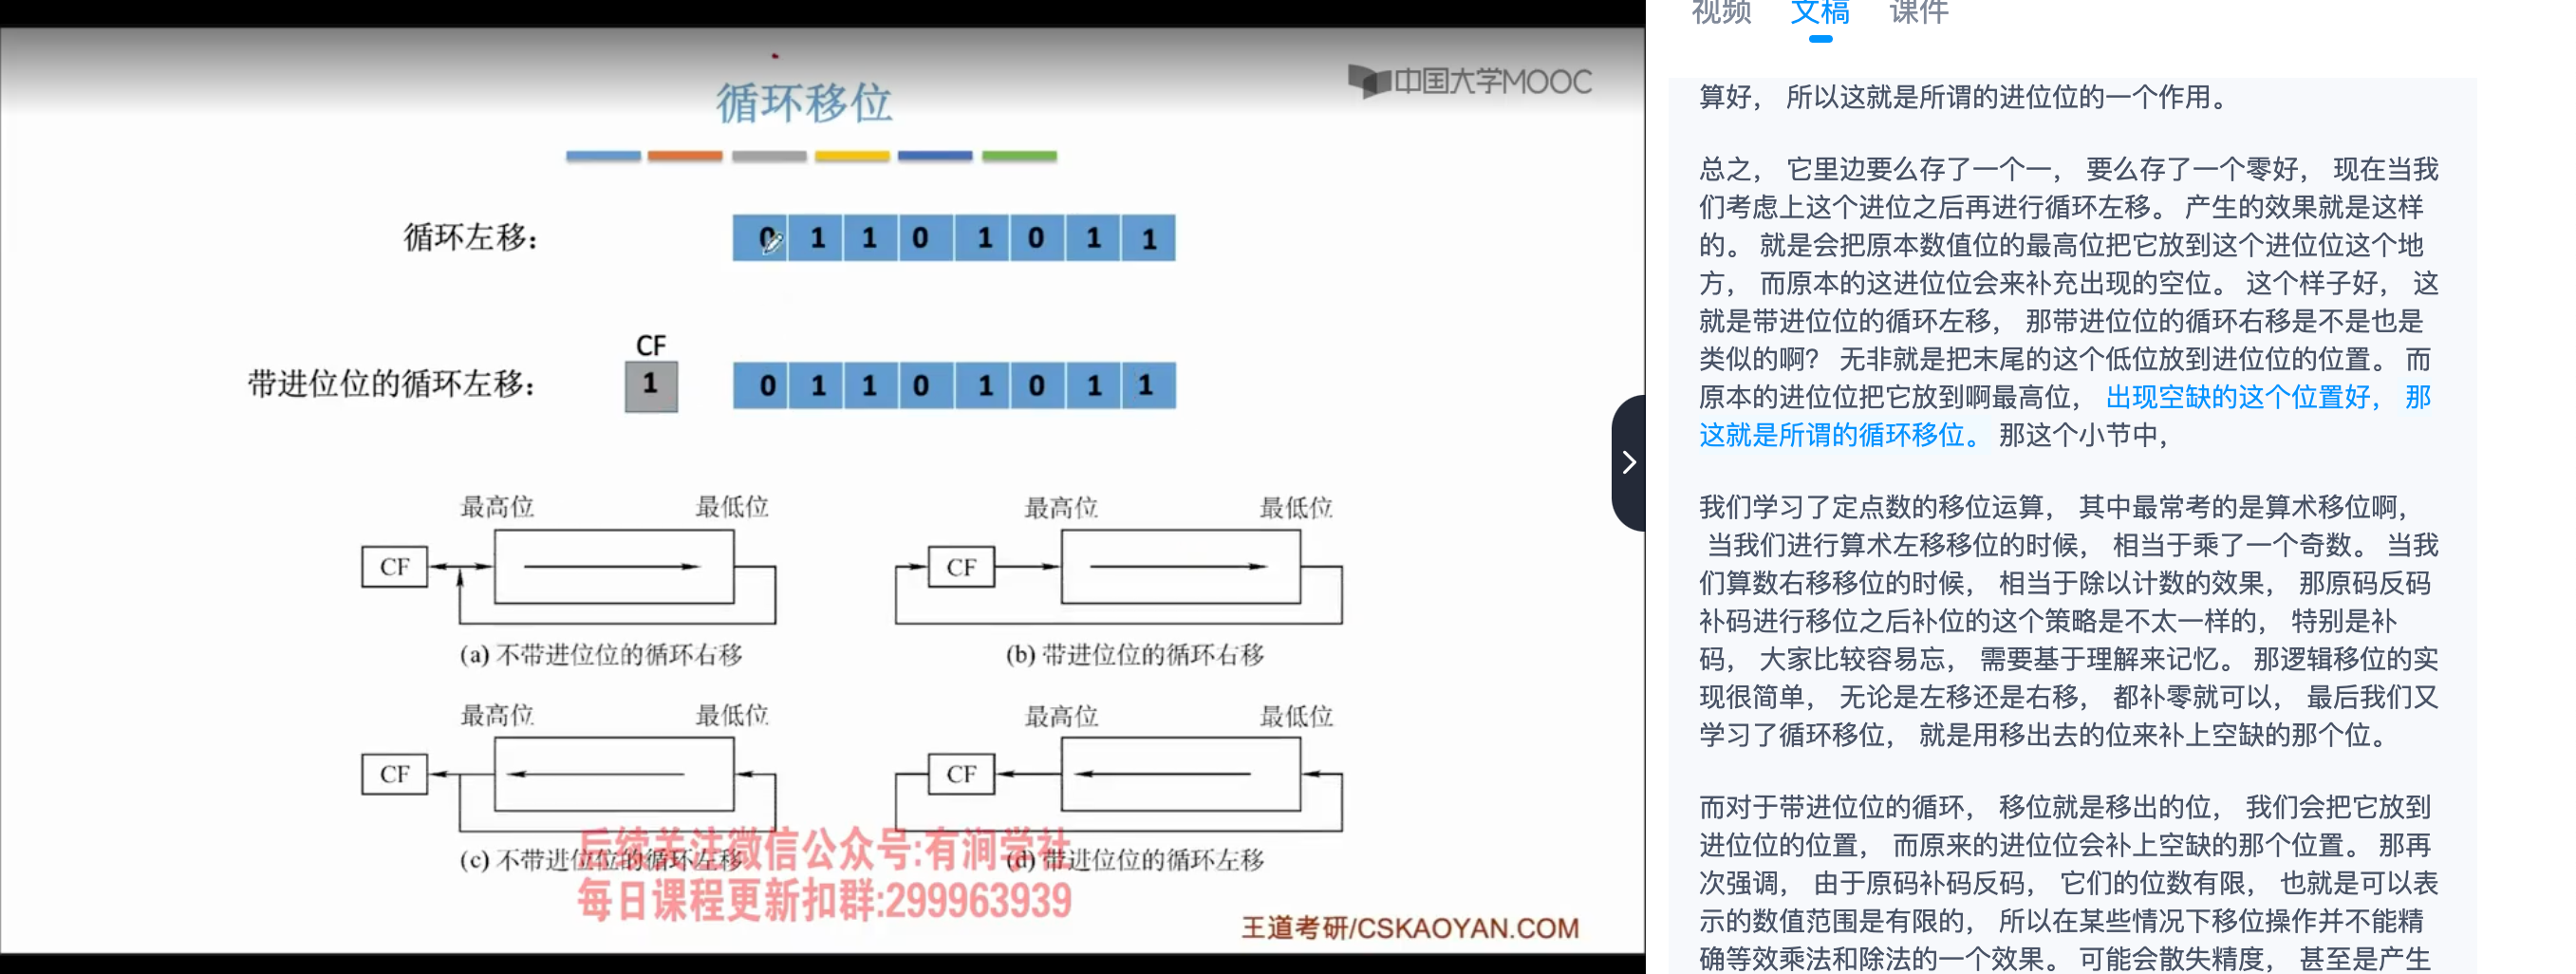 中国大学MOOC
循环移位
循环左移：
0 1 1 0 1 0 1 1
CF
带进位位的循环左移：
1
0 1 1 0 1 0 1 1
最高位 最低位
CF
(a) 不带进位位的循环右移
最高位 最低位
CF
(b) 带进位位的循环右移
最高位 最低位
CF
(c) 不带进位位的循环左移
最高位 最低位
CF
(d) 带进位位的循环左移
后续关注微信公众号:有涧学社
每日课程更新扣群:299963939
王道考研/CSKAOYAN.COM
视频 文稿 课件
算好， 所以这就是所谓的进位位的一个作用。
总之， 它里边要么存了一个一， 要么存了一个零好， 现在当我
们考虑上这个进位之后再进行循环左移。 产生的效果就是这样
的。 就是会把原本数值位的最高位把它放到这个进位位这个地
方， 而原本的这进位位会来补充出现的空位。 这个样子好， 这
就是带进位位的循环左移， 那带进位位的循环右移是不是也是
类似的啊？ 无非就是把末尾的这个低位放到进位位的位置。 而
原本的进位位把它放到啊最高位， 出现空缺的这个位置好， 那
这就是所谓的循环移位。 那这个小节中，
我们学习了定点数的移位运算， 其中最常考的是算术移位啊，
当我们进行算术左移移位的时候， 相当于乘了一个奇数。 当我
们算数右移移位的时候， 相当于除以计数的效果， 那原码反码
补码进行移位之后补位的这个策略是不太一样的， 特别是补
码， 大家比较容易忘， 需要基于理解来记忆。 那逻辑移位的实
现很简单， 无论是左移还是右移， 都补零就可以， 最后我们又
学习了循环移位， 就是用移出去的位来补上空缺的那个位。
而对于带进位位的循环， 移位就是移出的位， 我们会把它放到
进位位的位置， 而原来的进位位会补上空缺的那个位置。 那再
次强调， 由于原码补码反码， 它们的位数有限， 也就是可以表
示的数值范围是有限的， 所以在某些情况下移位操作并不能精
确等效乘法和除法的一个效果。 可能会散失精度， 甚至是产生